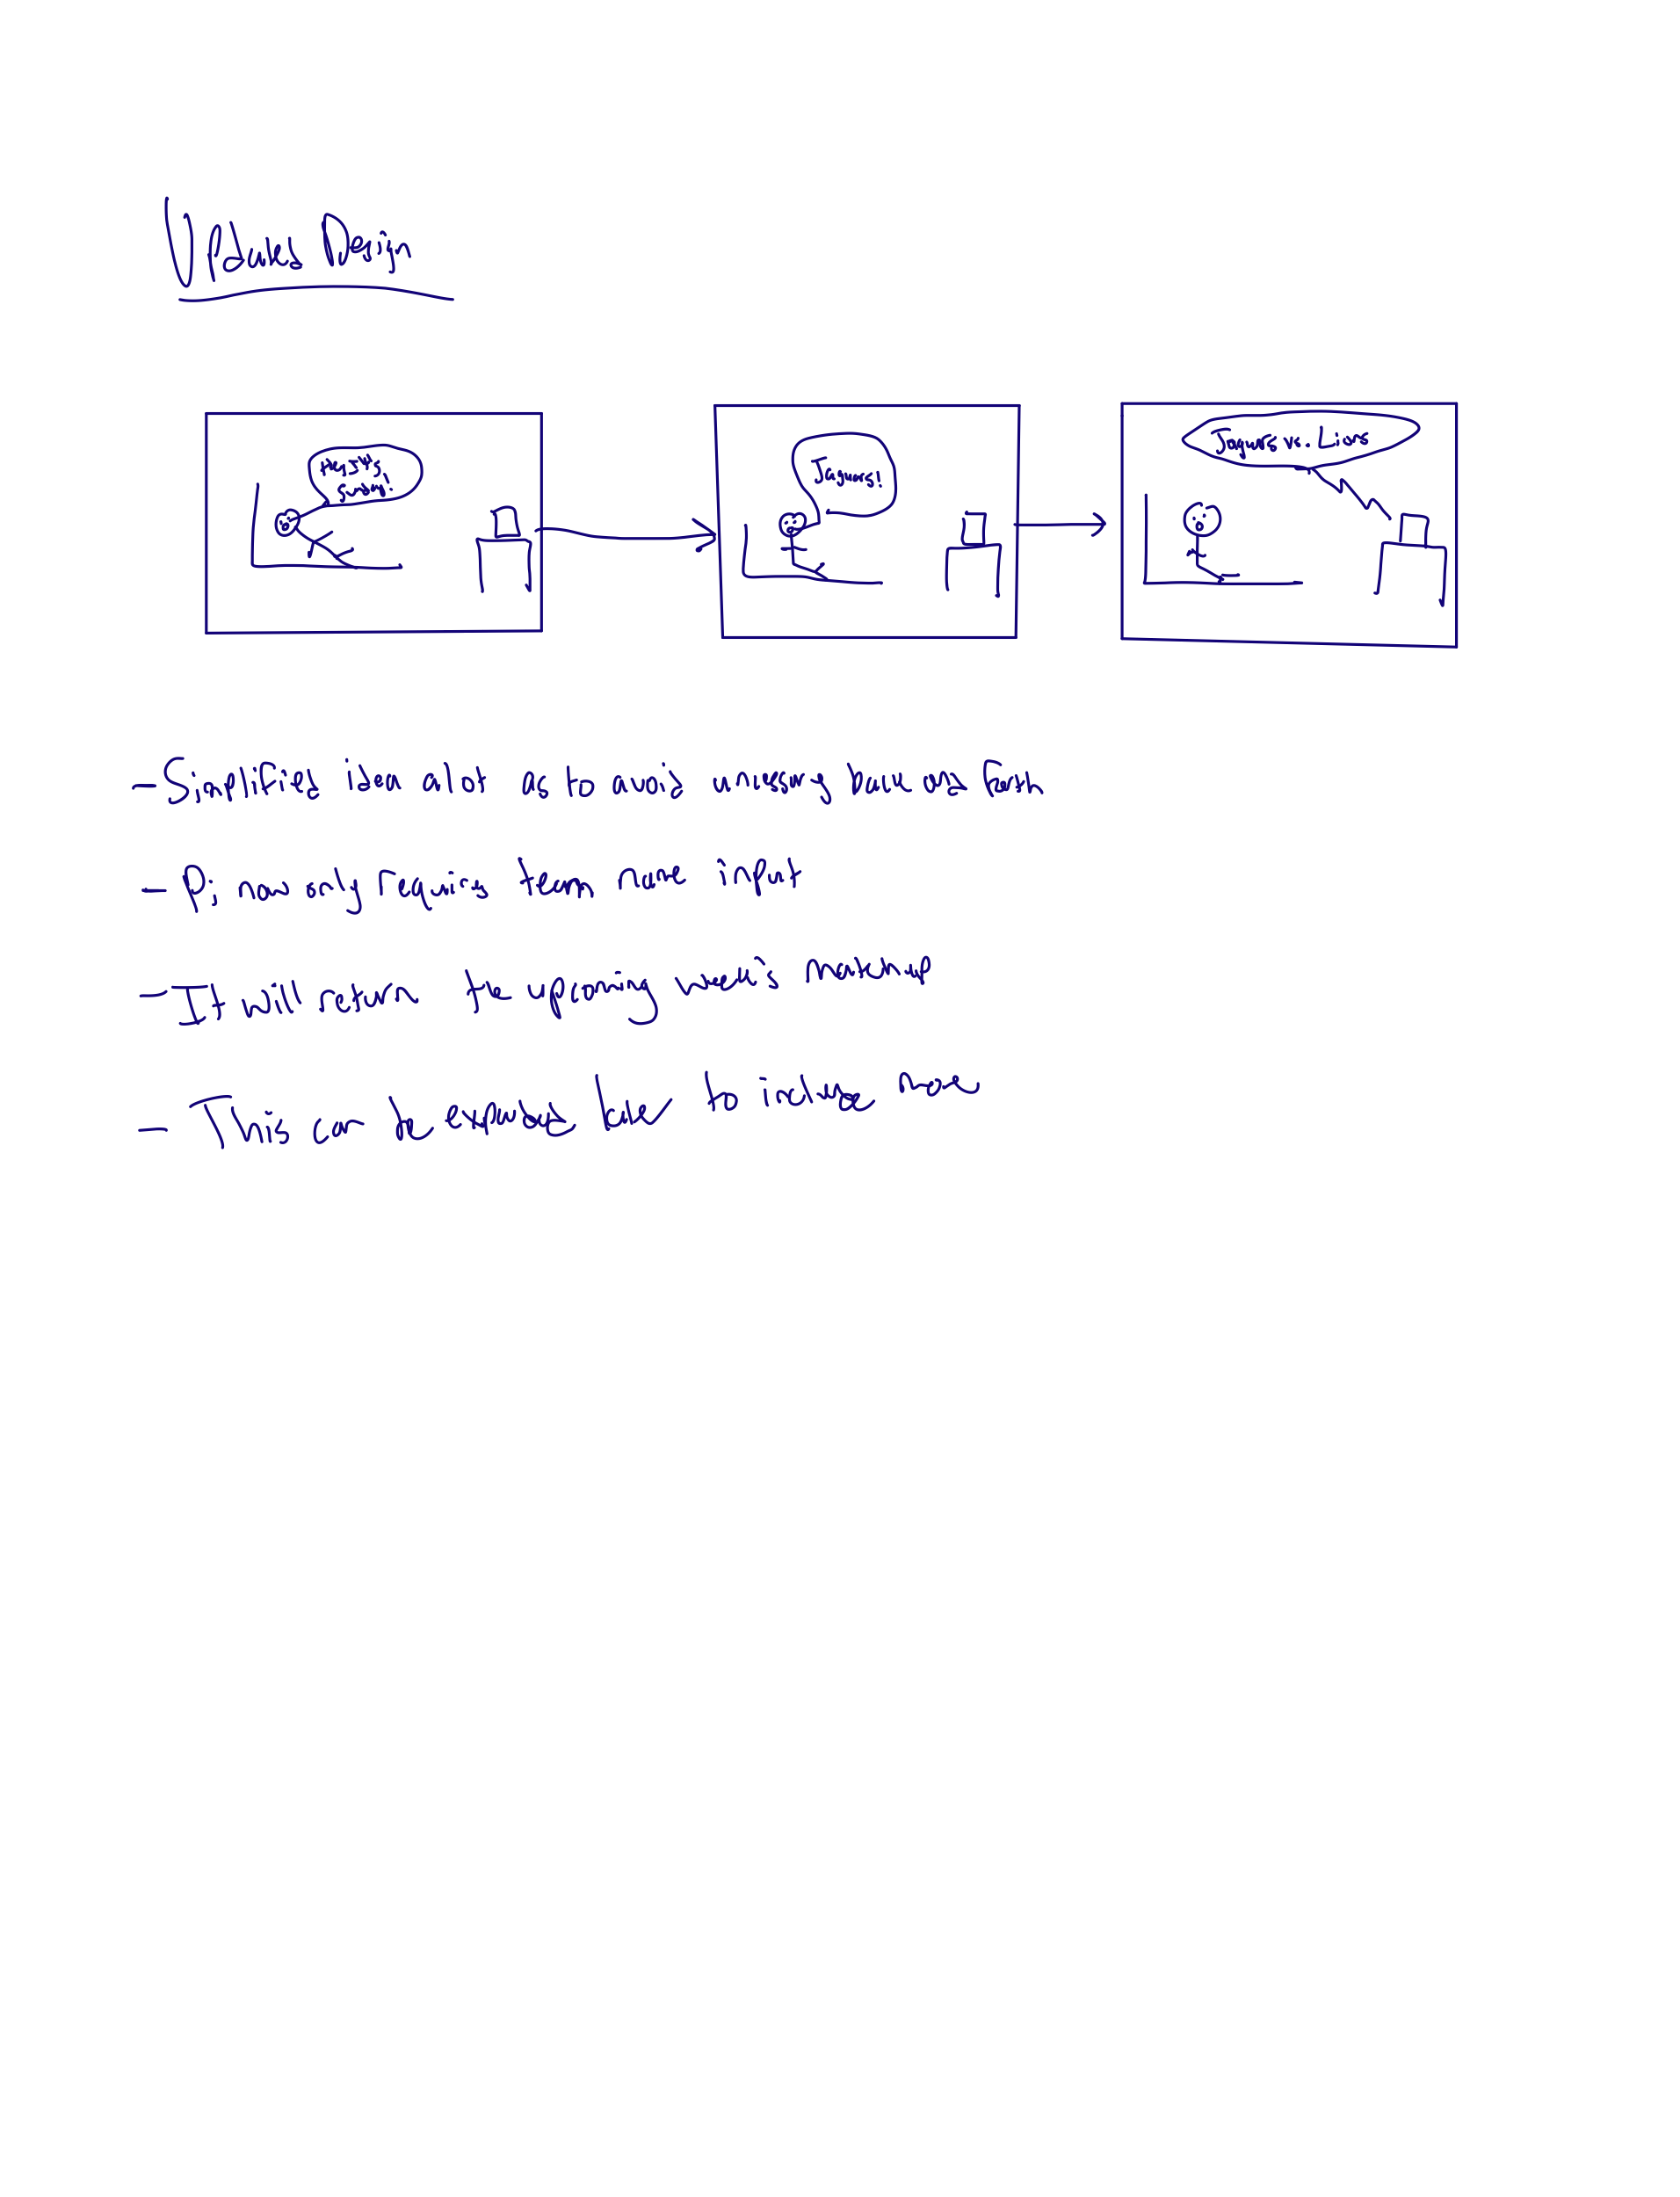 Updated Design
Hey It's
Sunday!
Jaguars!
Jaguars vs. Lions
- Simplified idea alot as to avoid unnecessary back and forth
- Pi now only requires team name input
- It will return the upcoming week's matchup
- This can be expanded later to include more